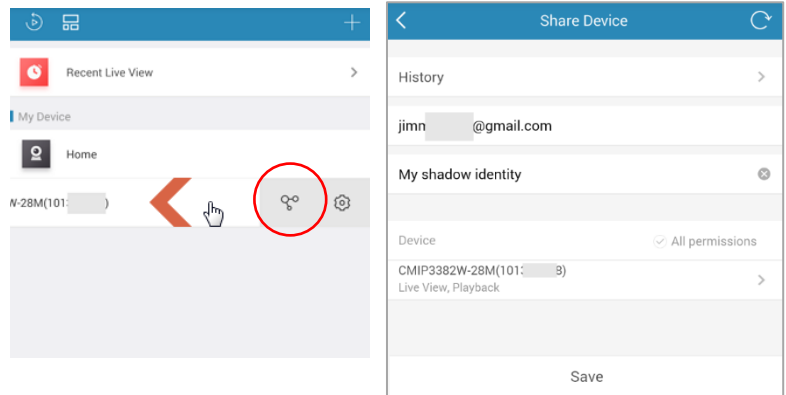 Recent Live View
My Device
Home
W-28M(101: )
Share Device
History
jimm @gmail.com
My shadow identity
Device
All permissions
CMIP3382W-28M(101: 8)
Live View, Playback
Save